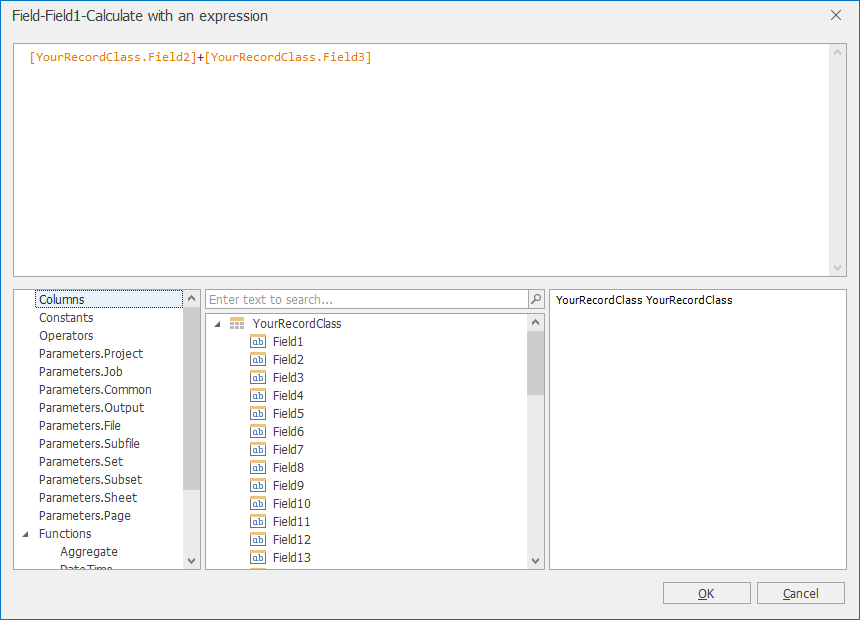 Field-Field1-Calculate with an expression
[YourRecordClass.Field2]+[YourRecordClass.Field3]
Columns
Constants
Operators
Parameters.Project
Parameters.Job
Parameters.Common
Parameters.Output
Parameters.File
Parameters.Subfile
Parameters.Set
Parameters.Subset
Parameters.Sheet
Parameters.Page
Functions
Aggregate
DateTime
Enter text to search...
YourRecordClass
ab Field1
ab Field2
ab Field3
ab Field4
ab Field5
ab Field6
ab Field7
ab Field8
ab Field9
ab Field10
ab Field11
ab Field12
ab Field13
YourRecordClass YourRecordClass
OK
Cancel